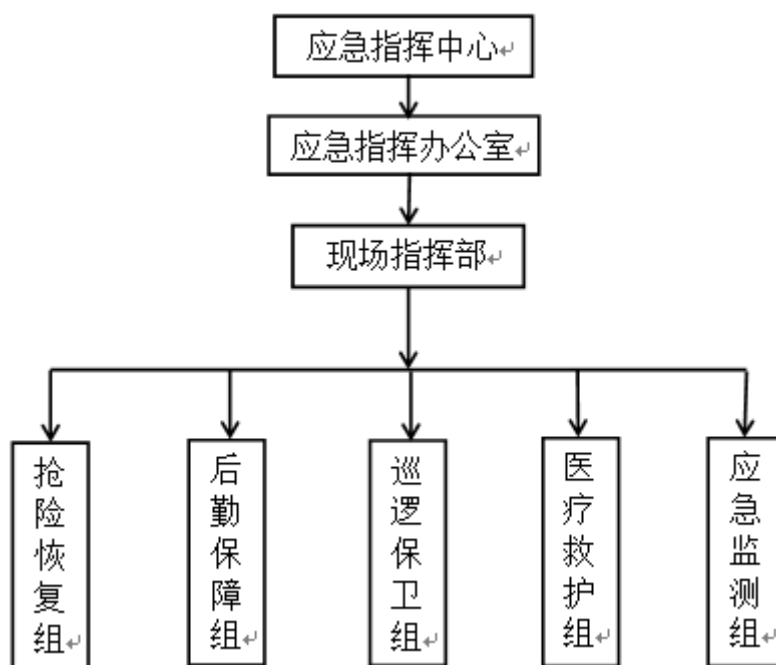 应急指挥中心
应急指挥办公室
现场指挥部
抢险恢复组
后勤保障组
巡逻保卫组
医疗救护组
应急监测组